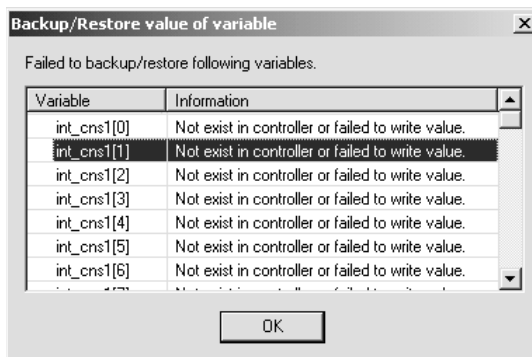 Backup/Restore value of variable
Failed to backup/restore following variables.
Variable Information
int_cns1[0] Not exist in controller or failed to write value.
int_cns1[1] Not exist in controller or failed to write value.
int_cns1[2] Not exist in controller or failed to write value.
int_cns1[3] Not exist in controller or failed to write value.
int_cns1[4] Not exist in controller or failed to write value.
int_cns1[5] Not exist in controller or failed to write value.
int_cns1[6] Not exist in controller or failed to write value.
OK